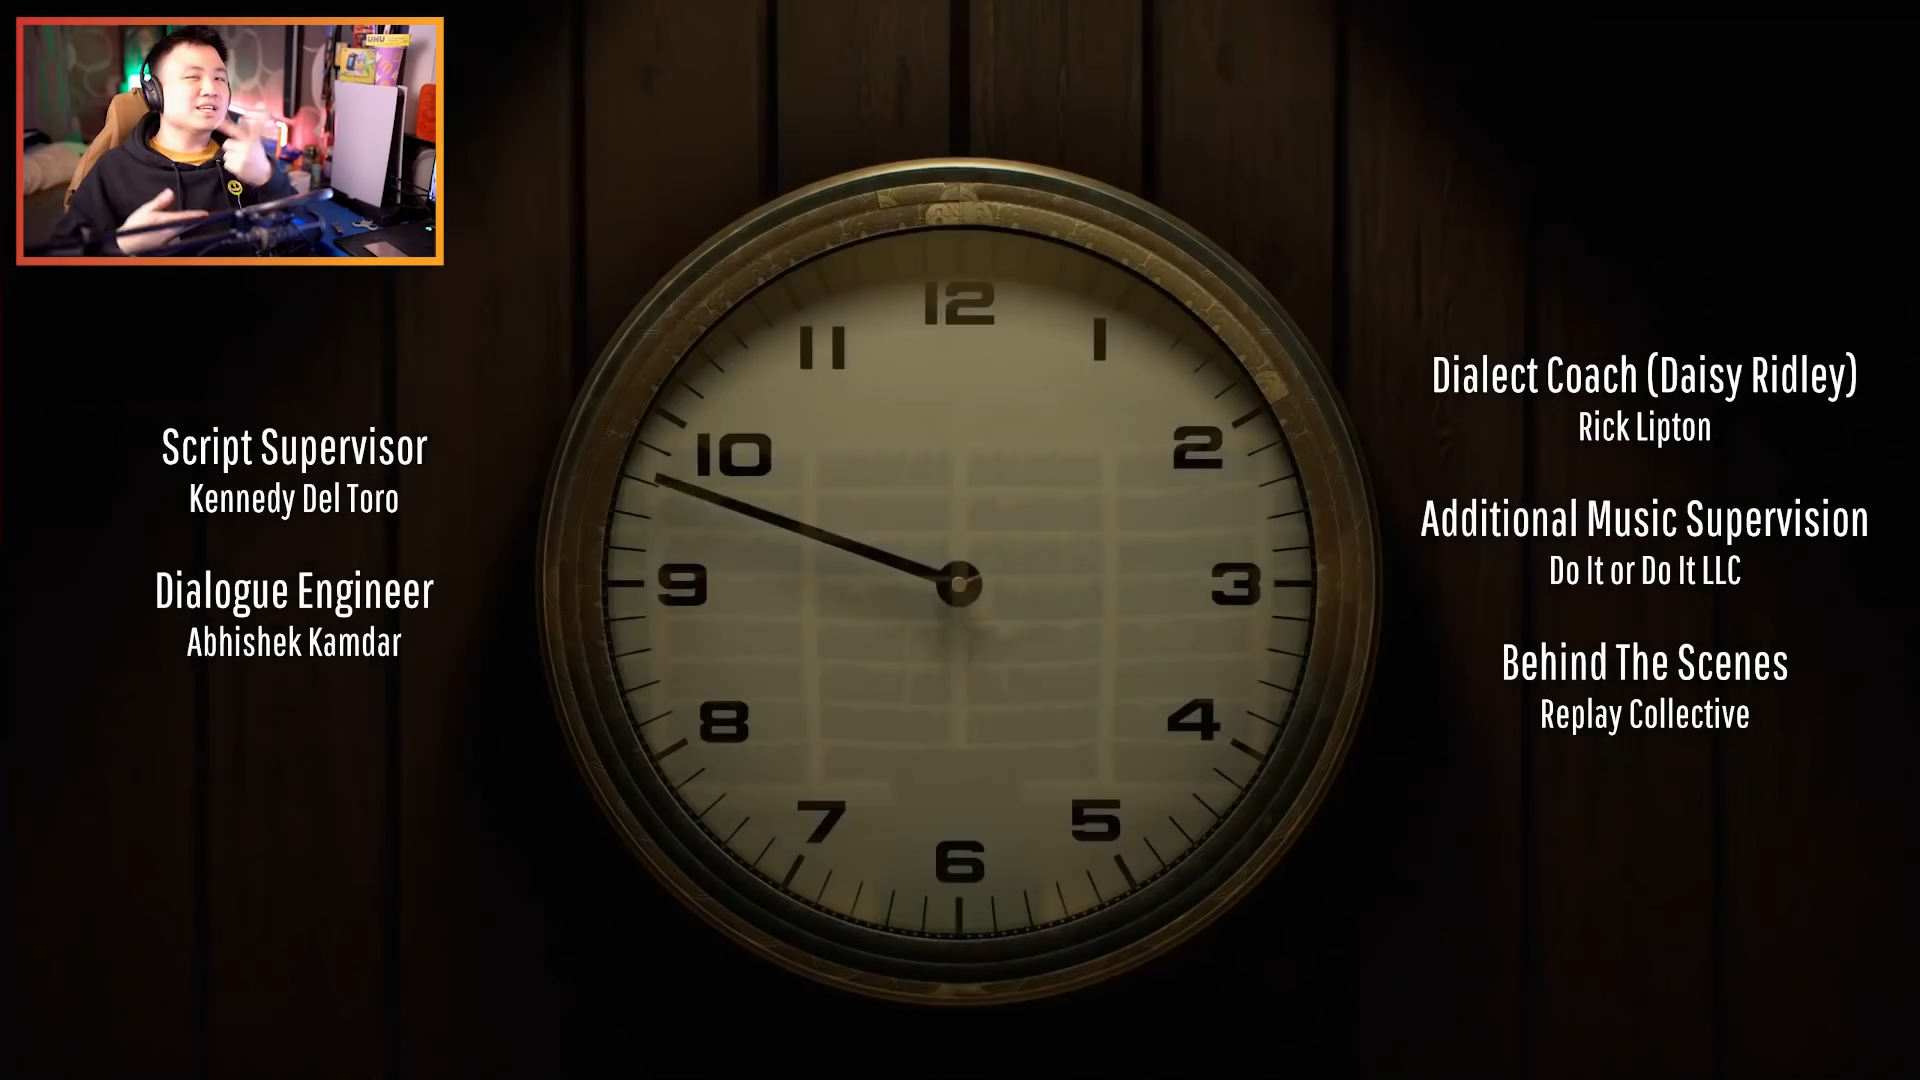 UHU
Script Supervisor
Kennedy Del Toro
Dialogue Engineer
Abhishek Kamdar
12
1
2
3
4
5
6
7
8
9
10
11
Dialect Coach (Daisy Ridley)
Rick Lipton
Additional Music Supervision
Do It or Do It LLC
Behind The Scenes
Replay Collective